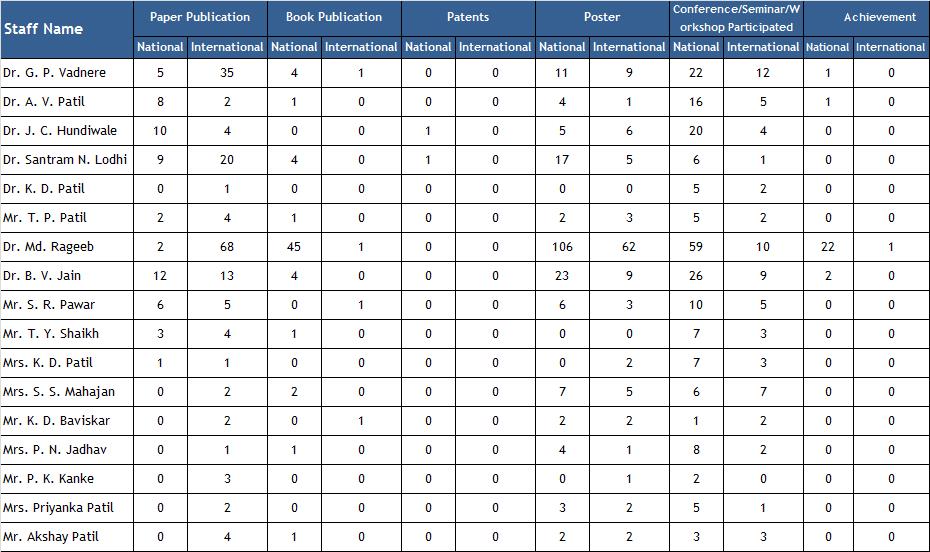 Staff Name Paper Publication Book Publication Patents Poster Conference/Seminar/W orkshop Participated Achievement
National International National International National International National International National International National International
Dr. G. P. Vadnere 5 35 4 1 0 0 11 9 22 12 1 0
Dr. A. V. Patil 8 2 1 0 0 0 4 1 16 5 1 0
Dr. J. C. Hundiwale 10 4 0 0 1 0 5 6 20 4 0 0
Dr. Santram N. Lodhi 9 20 4 0 1 0 17 5 6 1 0 0
Dr. K. D. Patil 0 1 0 0 0 0 0 0 5 2 0 0
Mr. T. P. Patil 2 4 1 0 0 0 2 3 5 2 0 0
Dr. Md. Rageeb 2 68 45 1 0 0 106 62 59 10 22 1
Dr. B. V. Jain 12 13 4 0 0 0 23 9 26 9 2 0
Mr. S. R. Pawar 6 5 0 1 0 0 6 3 10 5 0 0
Mr. T. Y. Shaikh 3 4 1 0 0 0 0 0 7 3 0 0
Mrs. K. D. Patil 1 1 0 0 0 0 0 2 7 3 0 0
Mrs. S. S. Mahajan 0 2 2 0 0 0 7 5 6 7 0 0
Mr. K. D. Baviskar 0 2 0 1 0 0 2 2 1 2 0 0
Mrs. P. N. Jadhav 0 1 1 0 0 0 4 1 8 2 0 0
Mr. P. K. Kanke 0 3 0 0 0 0 0 1 2 0 0 0
Mrs. Priyanka Patil 0 2 0 0 0 0 3 2 5 1 0 0
Mr. Akshay Patil 0 4 1 0 0 0 2 2 3 3 0 0